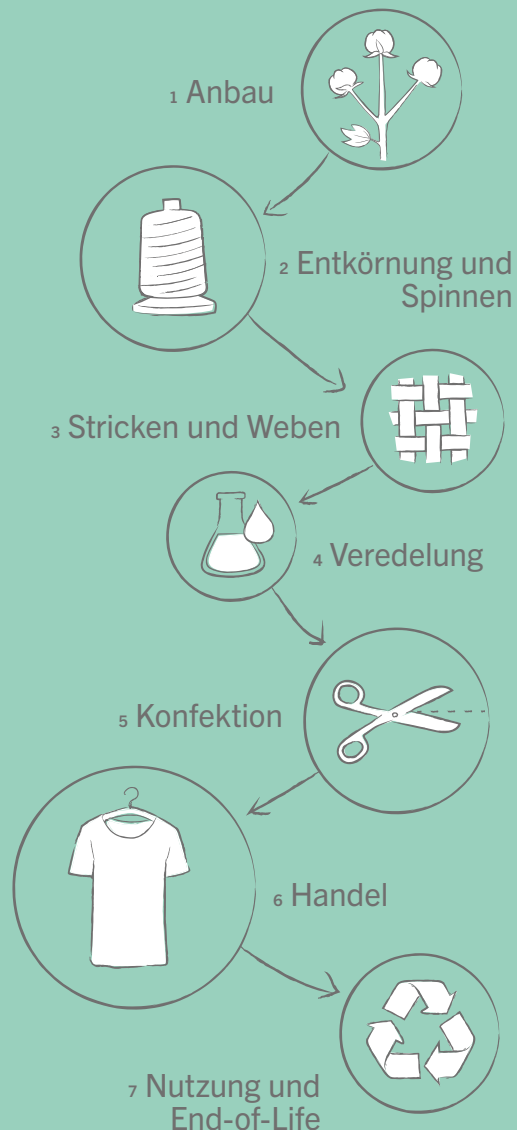 1 Anbau
2 Entkörnung und
Spinnen
3 Stricken und Weben
4 Veredelung
5 Konfektion
6 Handel
7 Nutzung und
End-of-Life